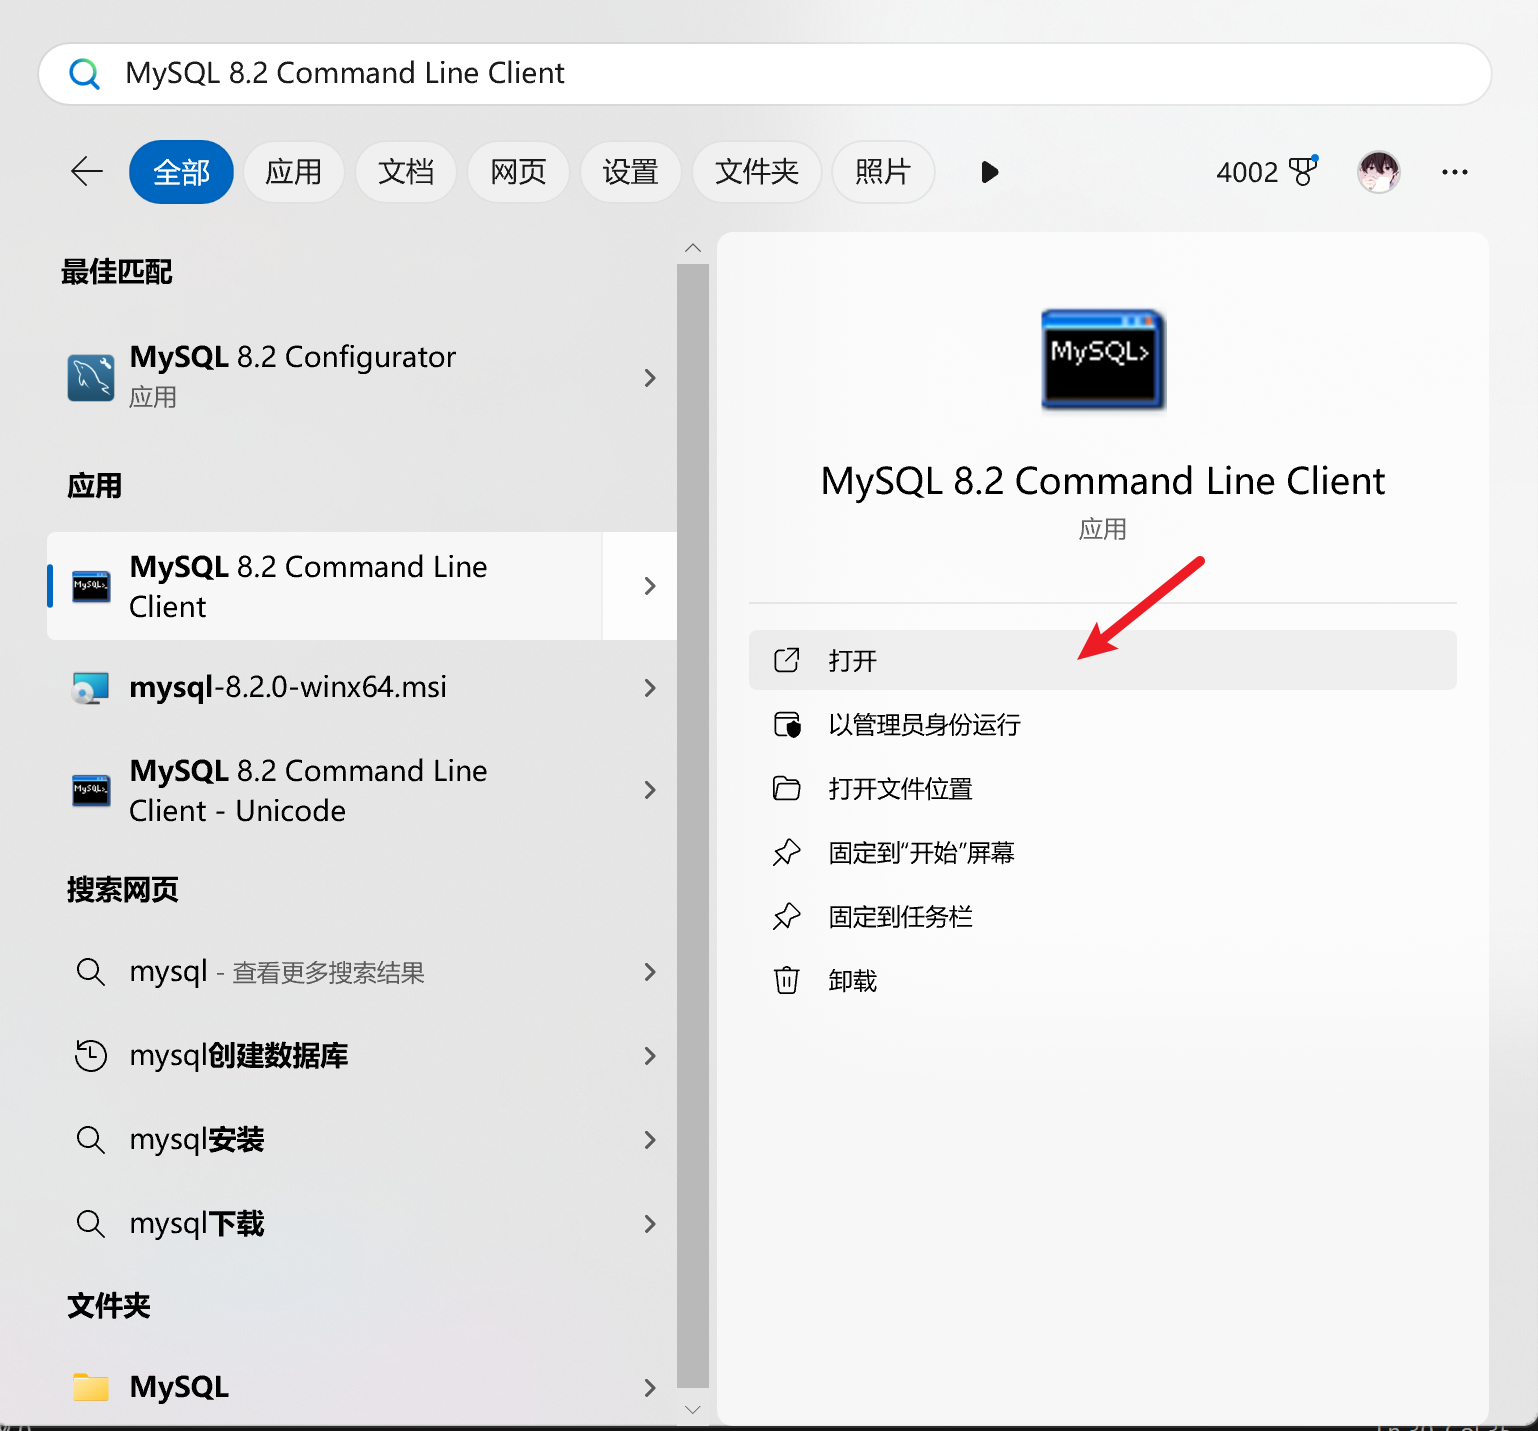 MySQL 8.2 Command Line Client
全部
应用
文档
网页
设置
文件夹
照片
4002
最佳匹配
MySQL 8.2 Configurator
应用
应用
MySQL 8.2 Command Line
Client
mysql-8.2.0-winx64.msi
MySQL 8.2 Command Line
Client - Unicode
搜索网页
mysql - 查看更多搜索结果
mysql创建数据库
mysql安装
mysql下载
文件夹
MySQL
MySQL>
MySQL 8.2 Command Line Client
应用
打开
以管理员身份运行
打开文件位置
固定到“开始”屏幕
固定到任务栏
卸载